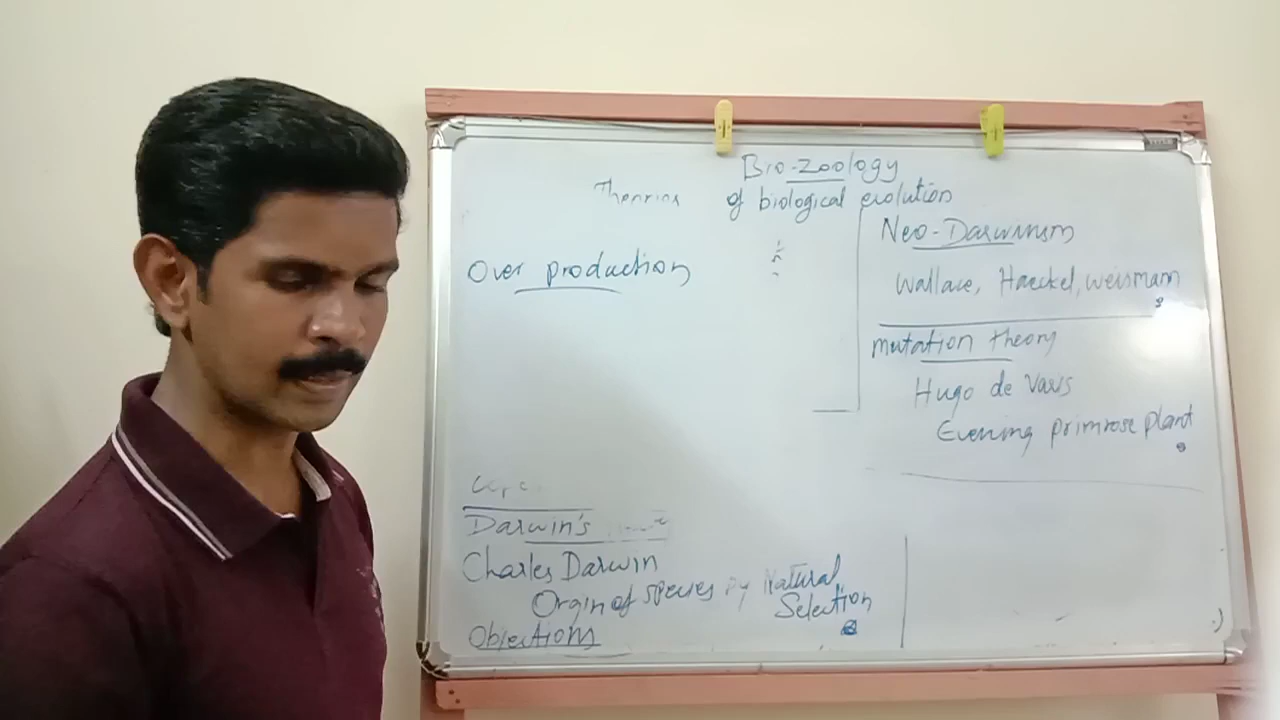 Bio-zoology
Theories of biological evolution
Over production
Darwin's
Charles Darwin
Orgin of species by Natural
Selection
Objections
Neo-Darwinism
Wallace, Haeckel, weismann
mutation theory
Hugo de Varis
Evening primrose plant